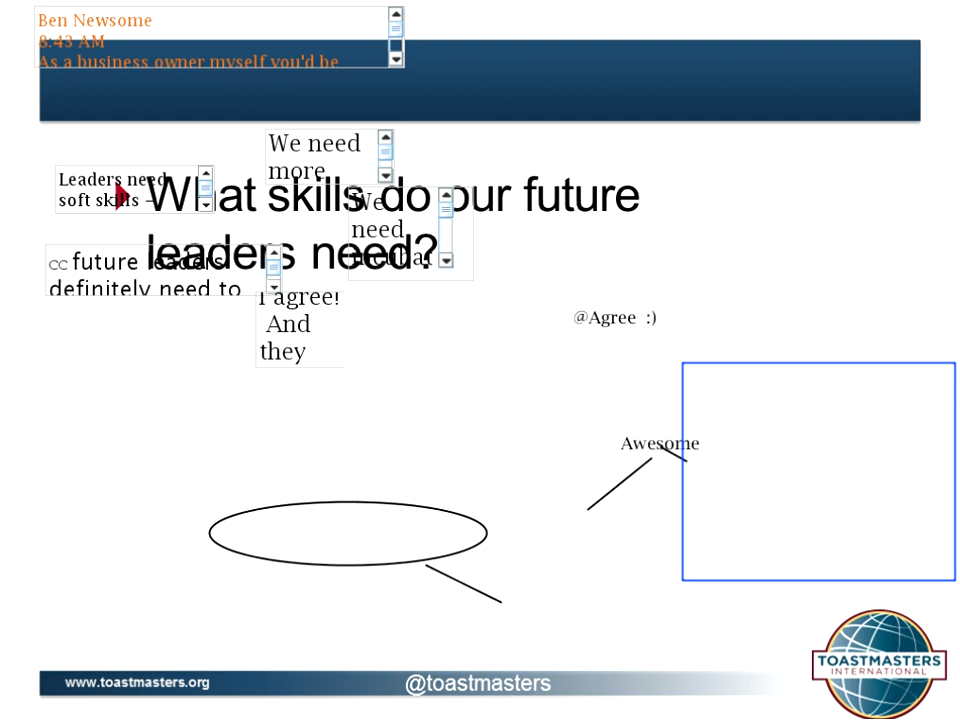 Ben Newsome
8:43 AM
As a business owner myself you'd be
We need
more
Leaders need
soft skills –
What skills do our future
leaders need?
We
need
cc future leaders
definitely need to
I agree!
And
they
@Agree :)
Awesome
www.toastmasters.org
@toastmasters
TOASTMASTERS
INTERNATIONAL